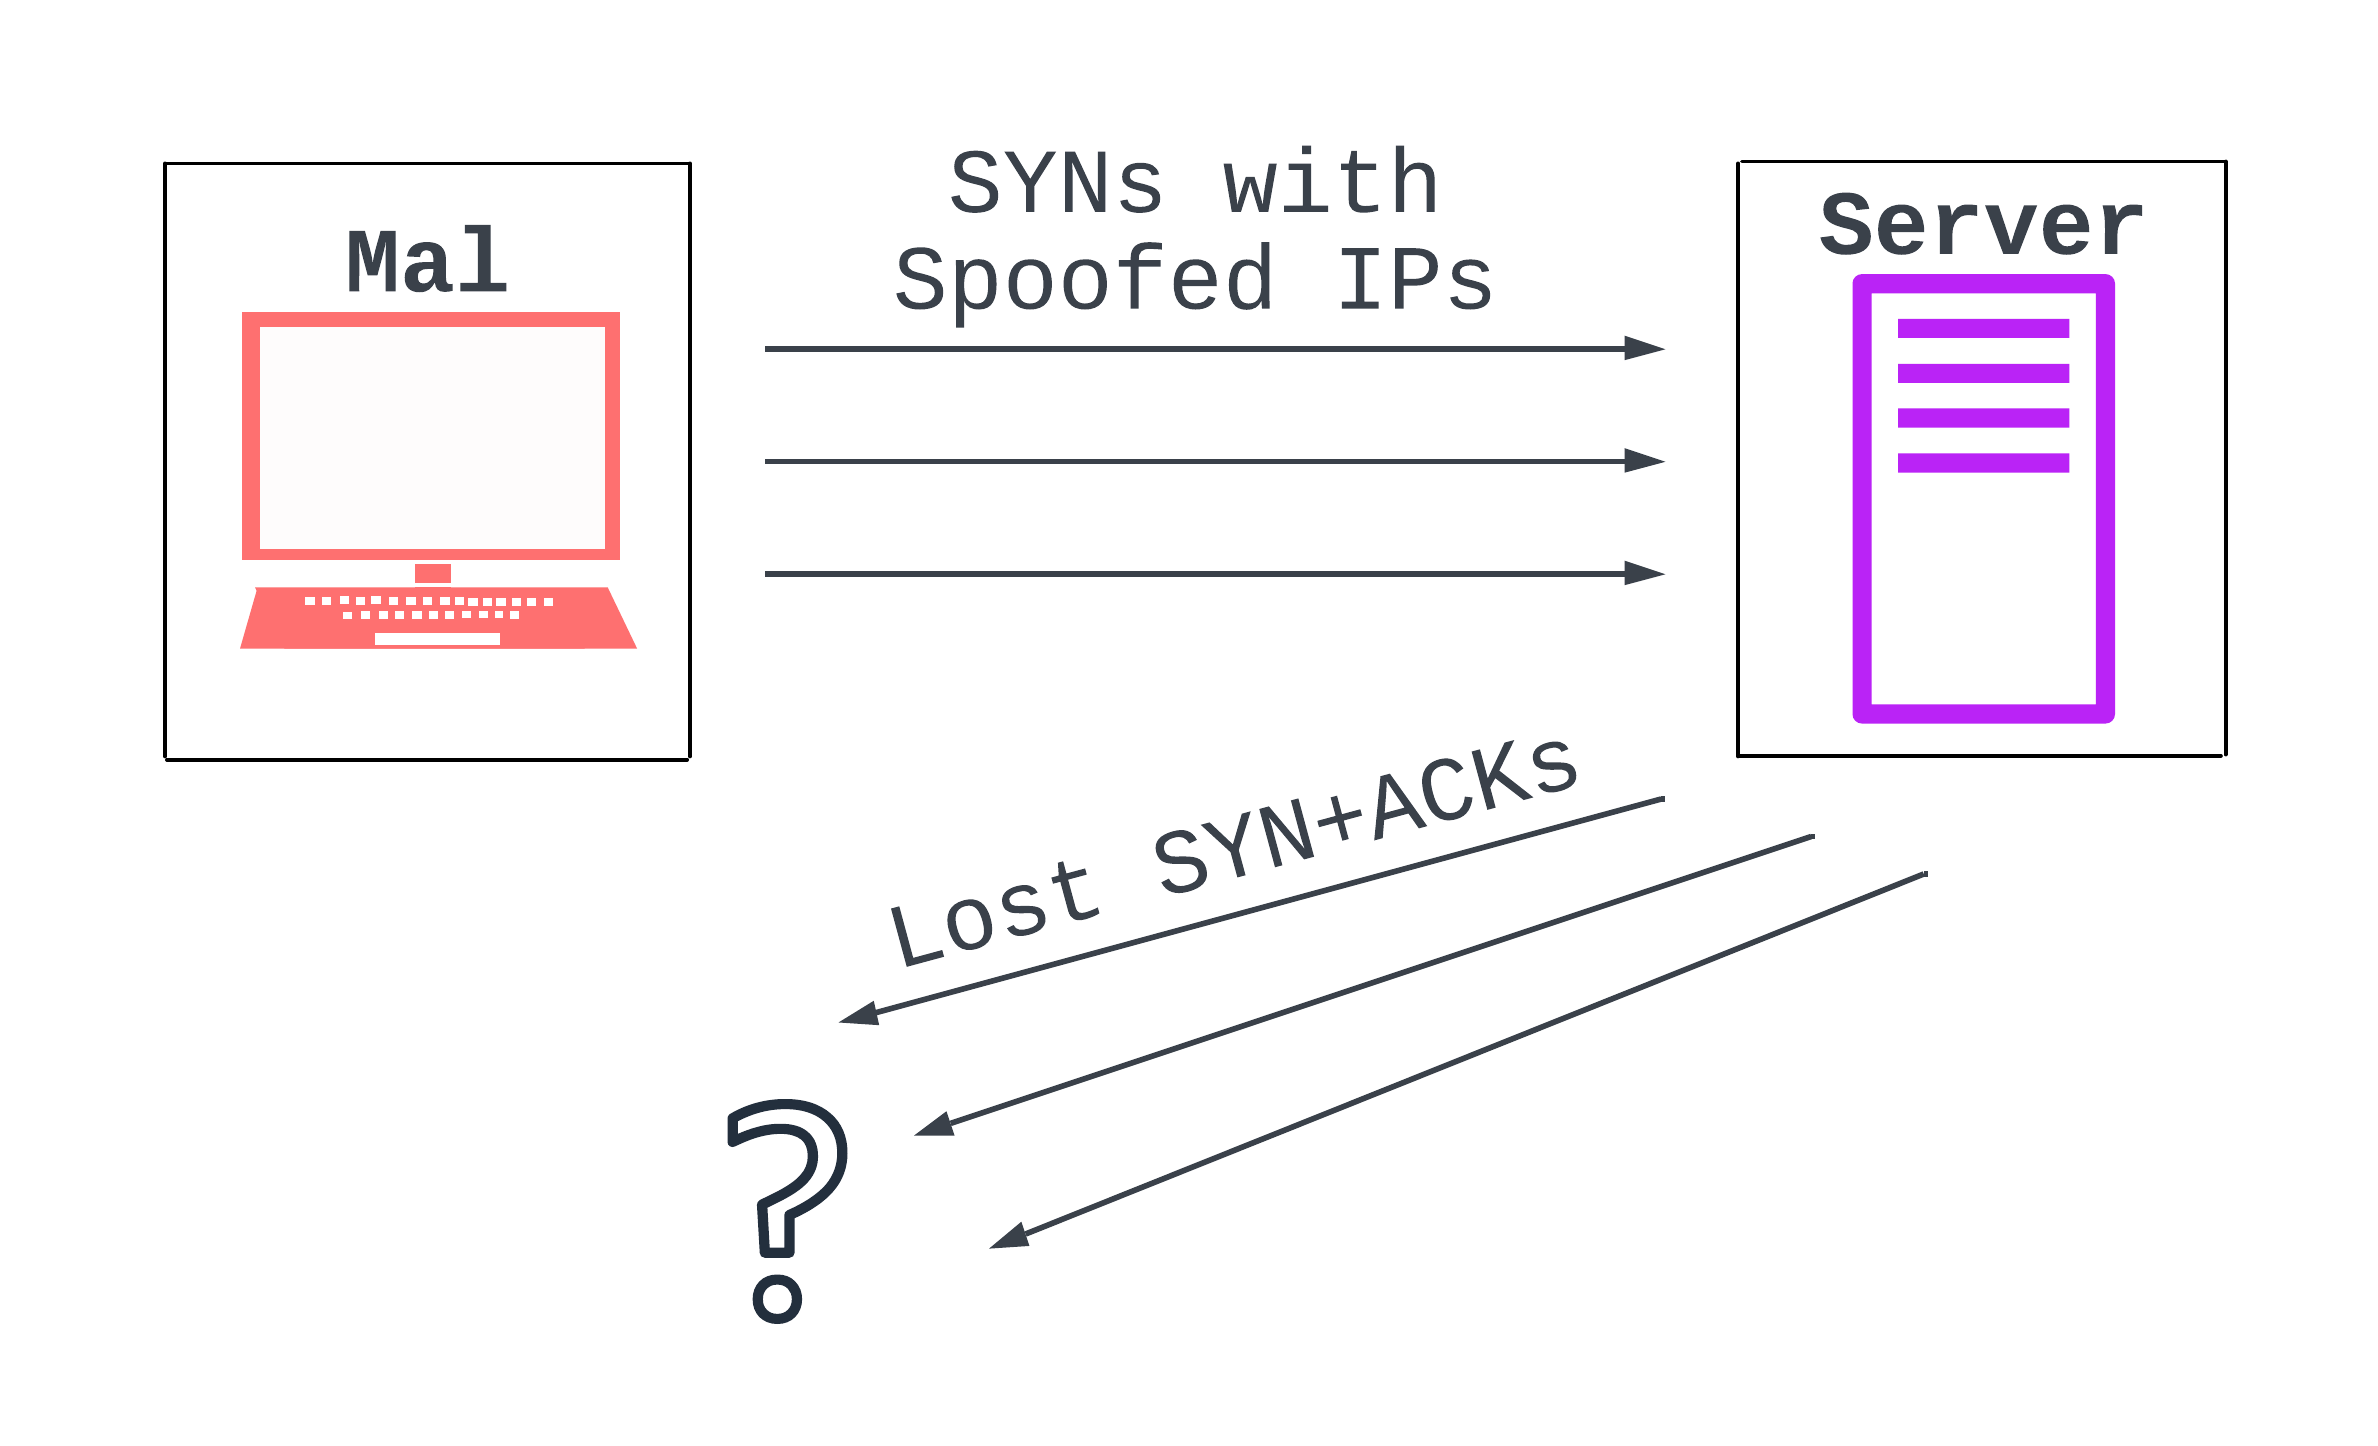 Mal
SYNs with
Spoofed IPs
Server
Lost SYN+ACKs
?